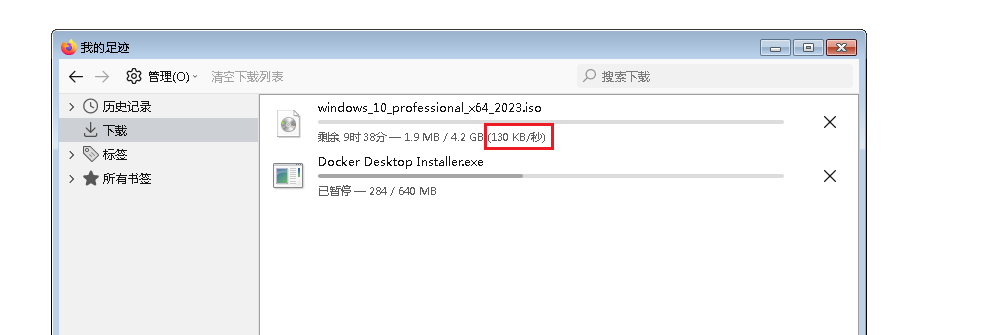 我的足迹
管理(O) 清空下载列表 搜索下载
历史记录
下载
标签
所有书签
windows_10_professional_x64_2023.iso
剩余 9时 38分 — 1.9 MB / 4.2 GB (130 KB/秒)
Docker Desktop Installer.exe
已暂停 — 284 / 640 MB